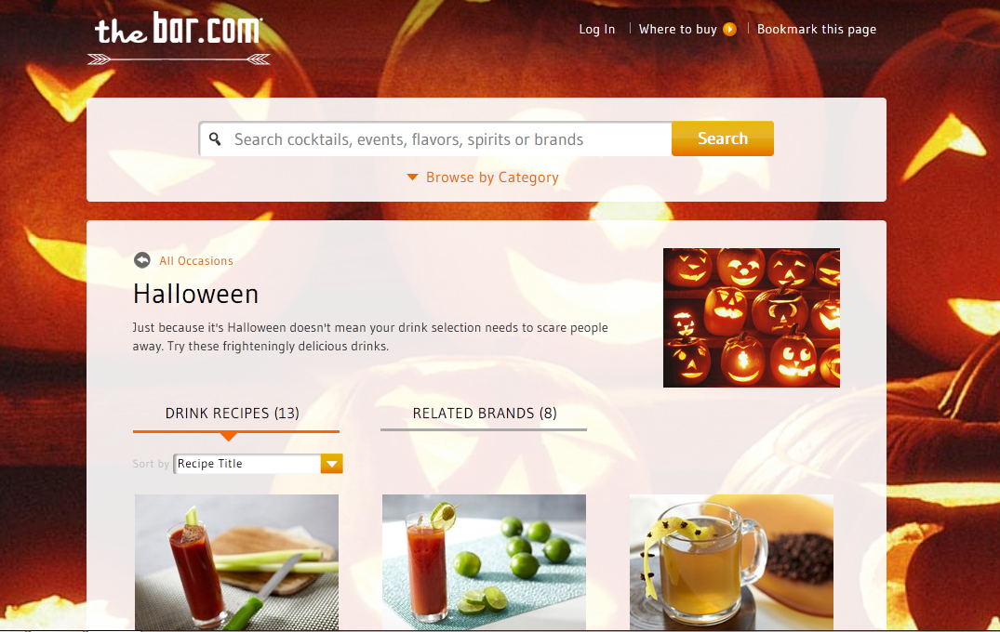 the bar.com
Log In
Where to buy
Bookmark this page
Search cocktails, events, flavors, spirits or brands
Search
Browse by Category
All Occasions
Halloween
Just because it's Halloween doesn't mean your drink selection needs to scare people
away. Try these frighteningly delicious drinks.
DRINK RECIPES (13)
RELATED BRANDS (8)
Sort by
Recipe Title